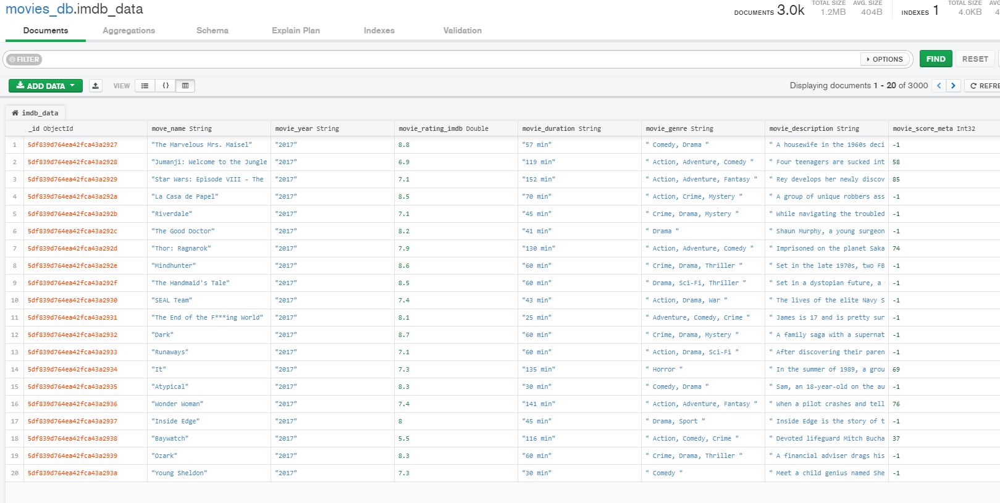 movies_db.imdb_data
DOCUMENTS 3.0k TOTAL SIZE 1.2MB AVG. SIZE 404B INDEXES 1 TOTAL SIZE 4.0KB
Documents Aggregations Schema Explain Plan Indexes Validation
FILTER OPTIONS FIND RESET
ADD DATA VIEW {} Displaying documents 1 - 20 of 3000 < > REFRE
imdb_data
_id ObjectId move_name String movie_year String movie_rating_imdb Double movie_duration String movie_genre String movie_description String movie_score_meta Int32
1 5df839d764ea42fca43a2927 "The Marvelous Mrs. Maisel" "2017" 8.8 "57 min" " Comedy, Drama " " A housewife in the 1960s deci -1
2 5df839d764ea42fca43a2928 "Jumanji: Welcome to the Jungle "2017" 6.9 "119 min" " Action, Adventure, Comedy " " Four teenagers are sucked int 58
3 5df839d764ea42fca43a2929 "Star Wars: Episode VIII - The "2017" 7.1 "152 min" " Action, Adventure, Fantasy " " Rey develops her newly discov 85
4 5df839d764ea42fca43a292a "La Casa de Papel" "2017" 8.5 "70 min" " Action, Crime, Mystery " " A group of unique robbers ass -1
5 5df839d764ea42fca43a292b "Riverdale" "2017" 7.1 "45 min" " Crime, Drama, Mystery " " While navigating the troubled -1
6 5df839d764ea42fca43a292c "The Good Doctor" "2017" 8.2 "41 min" " Drama " " Shaun Murphy, a young surgeon -1
7 5df839d764ea42fca43a292d "Thor: Ragnarok" "2017" 7.9 "130 min" " Action, Adventure, Comedy " " Imprisoned on the planet Saka 74
8 5df839d764ea42fca43a292e "Mindhunter" "2017" 8.6 "60 min" " Crime, Drama, Thriller " " Set in the late 1970s, two FB -1
9 5df839d764ea42fca43a292f "The Handmaid's Tale" "2017" 8.5 "60 min" " Drama, Sci-Fi, Thriller " " Set in a dystopian future, a -1
10 5df839d764ea42fca43a2930 "SEAL Team" "2017" 7.4 "43 min" " Action, Drama, War " " The lives of the elite Navy S -1
11 5df839d764ea42fca43a2931 "The End of the F***ing World" "2017" 8.1 "25 min" " Adventure, Comedy, Crime " " James is 17 and is pretty sur -1
12 5df839d764ea42fca43a2932 "Dark" "2017" 8.7 "60 min" " Crime, Drama, Mystery " " A family saga with a supernat -1
13 5df839d764ea42fca43a2933 "Runaways" "2017" 7.1 "60 min" " Action, Drama, Sci-Fi " " After discovering their paren -1
14 5df839d764ea42fca43a2934 "It" "2017" 7.3 "135 min" " Horror " " In the summer of 1989, a grou 69
15 5df839d764ea42fca43a2935 "Atypical" "2017" 8.3 "30 min" " Comedy, Drama " " Sam, an 18-year-old on the au -1
16 5df839d764ea42fca43a2936 "Wonder Woman" "2017" 7.4 "141 min" " Action, Adventure, Fantasy " " When a pilot crashes and tell 76
17 5df839d764ea42fca43a2937 "Inside Edge" "2017" 8 "45 min" " Drama, Sport " " Inside Edge is the story of t -1
18 5df839d764ea42fca43a2938 "Baywatch" "2017" 5.5 "116 min" " Action, Comedy, Crime " " Devoted lifeguard Mitch Bucha 37
19 5df839d764ea42fca43a2939 "Ozark" "2017" 8.3 "60 min" " Crime, Drama, Thriller " " A financial adviser drags his -1
20 5df839d764ea42fca43a293a "Young Sheldon" "2017" 7.3 "30 min" " Comedy " " Meet a child genius named She -1